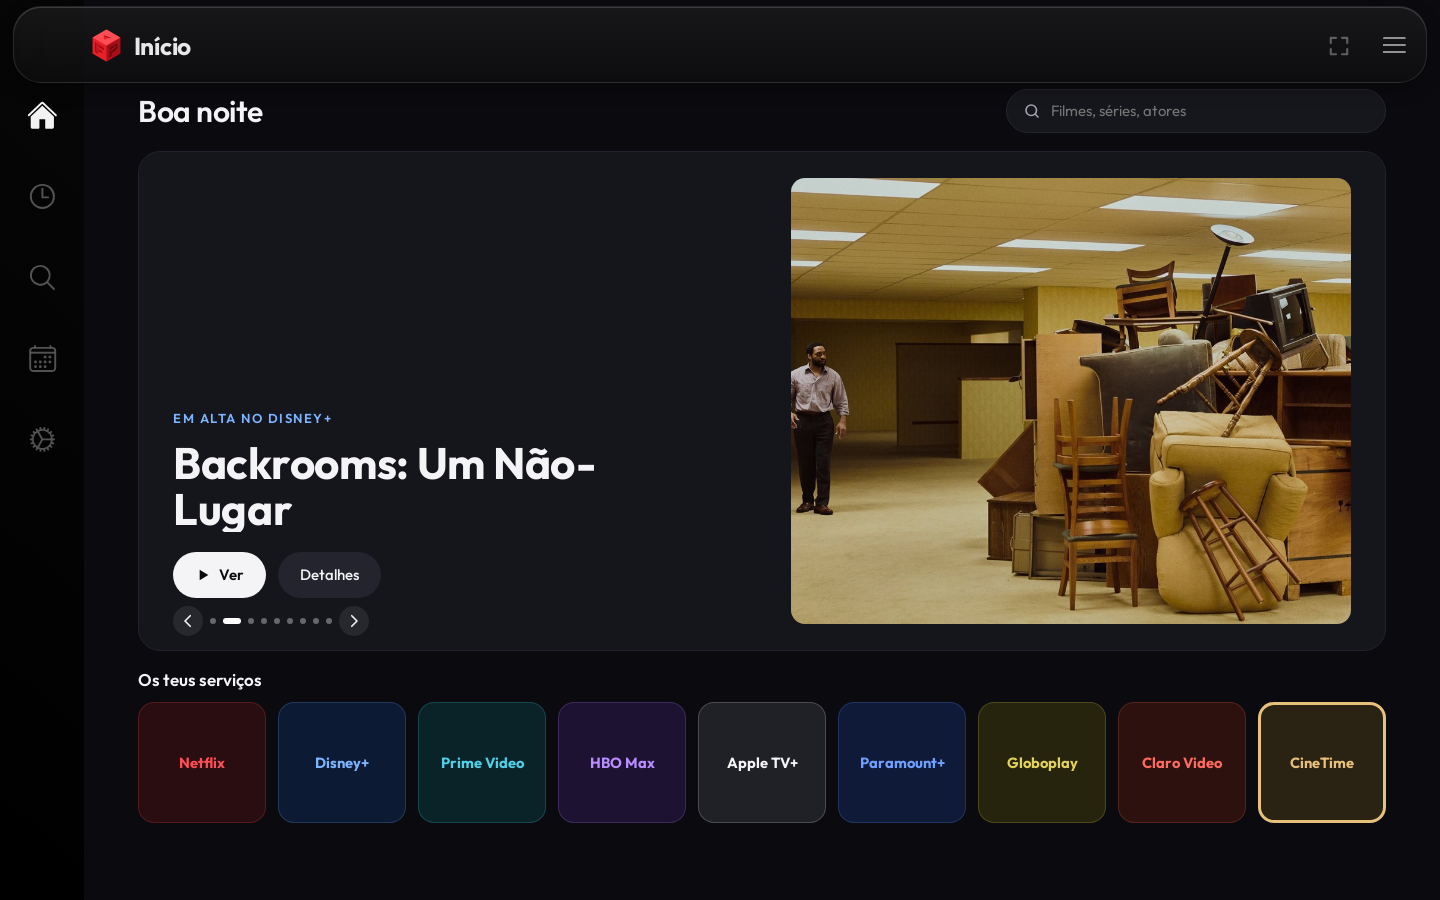 Início
Boa noite
Filmes, séries, atores
EM ALTA NO DISNEY+
Backrooms: Um Não-
Lugar
Ver
Detalhes
Os teus serviços
Netflix
Disney+
Prime Video
HBO Max
Apple TV+
Paramount+
Globoplay
Claro Video
CineTime